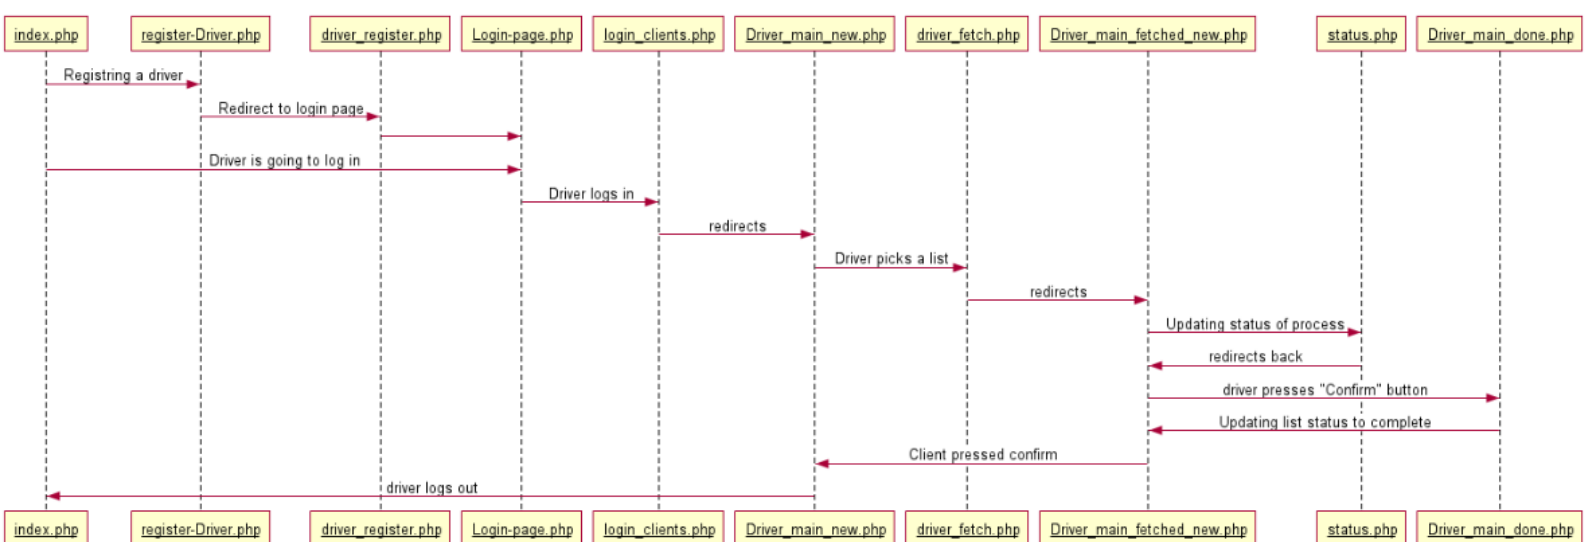 index.php register-Driver.php driver_register.php Login-page.php login_clients.php Driver_main_new.php driver_fetch.php Driver_main_fetched_new.php status.php Driver_main_done.php
Registring a driver
Redirect to login page
Driver is going to log in
Driver logs in
redirects
Driver picks a list
redirects
Updating status of process
redirects back
driver presses "Confirm" button
Updating list status to complete
Client pressed confirm
driver logs out
index.php register-Driver.php driver_register.php Login-page.php login_clients.php Driver_main_new.php driver_fetch.php Driver_main_fetched_new.php status.php Driver_main_done.php